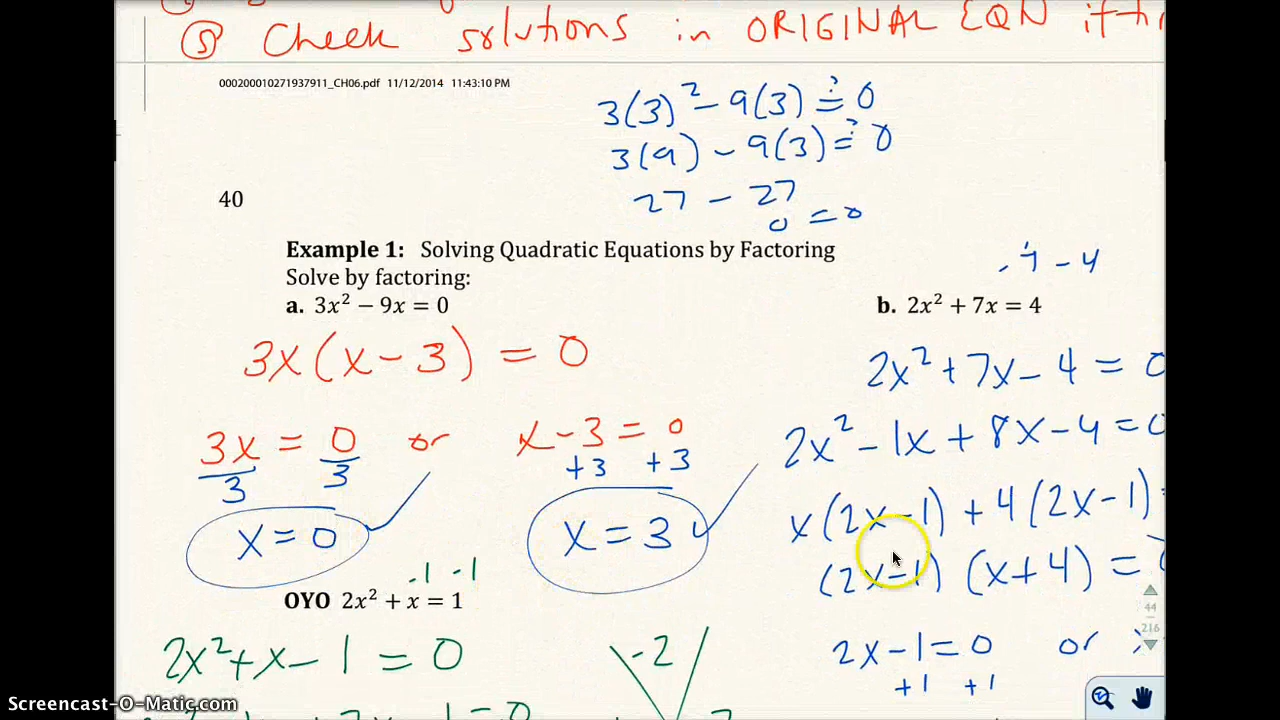 ⑤ Check solutions in ORIGINAL EQN if
000200010271937911_CH06.pdf 11/12/2014 11:43:10 PM
3(3)² - 9(3) ≟ 0
3(9) - 9(3) ≟ 0
27 - 27
0 = 0
40
Example 1: Solving Quadratic Equations by Factoring
Solve by factoring:
a. 3x² − 9x = 0
3x(x - 3) = 0
3x = 0 or x - 3 = 0
3 3 +3 +3
x = 0 x = 3
-4 -4
b. 2x² + 7x = 4
2x² + 7x - 4 = 0
2x² - 1x + 8x - 4 = 0
x(2x - 1) + 4(2x - 1) =
(2x - 1) (x + 4) =
2x - 1 = 0 or
+1 +1
-1 -1
OYO 2x² + x = 1
2x² + x - 1 = 0
-2
44
216
Screencast-O-Matic.com